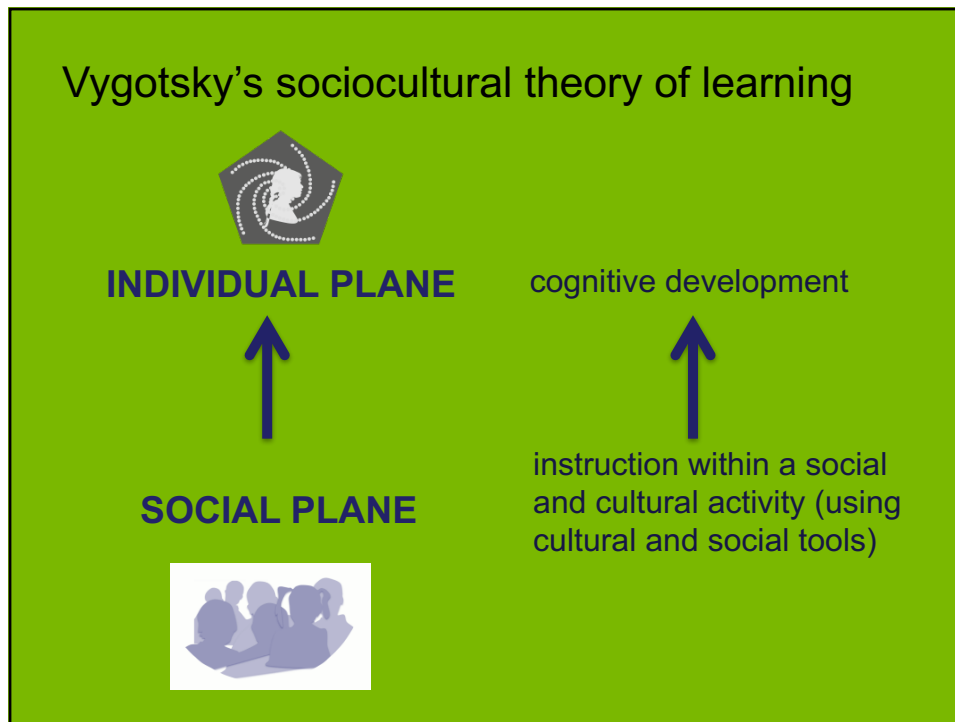 Vygotsky’s sociocultural theory of learning
INDIVIDUAL PLANE
cognitive development
SOCIAL PLANE
instruction within a social
and cultural activity (using
cultural and social tools)